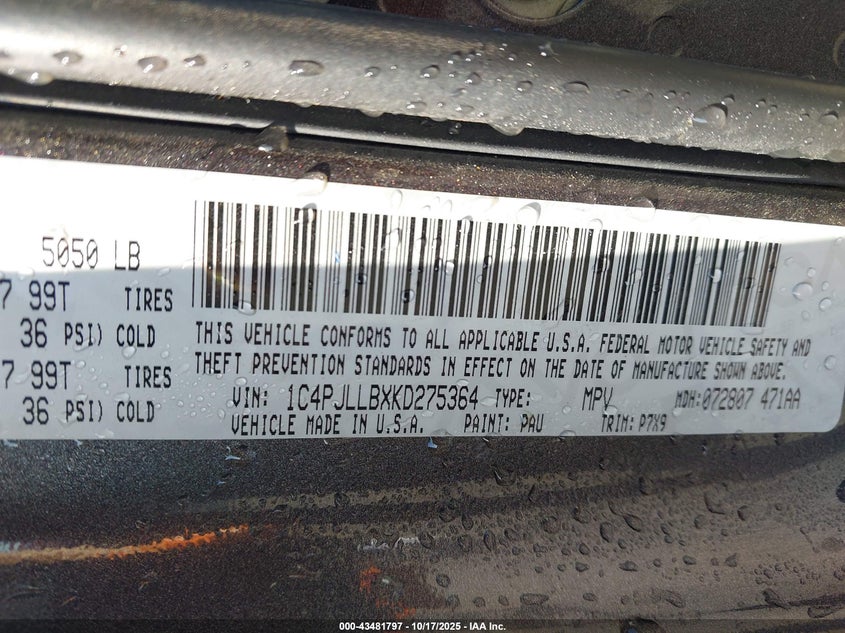 5050 LB
7 99T TIRES
36 PSI) COLD
7 99T TIRES
36 PSI) COLD
THIS VEHICLE CONFORMS TO ALL APPLICABLE U.S.A. FEDERAL MOTOR VEHICLE SAFETY AND
THEFT PREVENTION STANDARDS IN EFFECT ON THE DATE OF MANUFACTURE SHOWN ABOVE.
VIN: 1C4PJLLBXKD275364 TYPE: MPV MDH:072807 471AA
VEHICLE MADE IN U.S.A. PAINT: PAU TRIM: P7X9
000-43481797 - 10/17/2025 - IAA Inc.